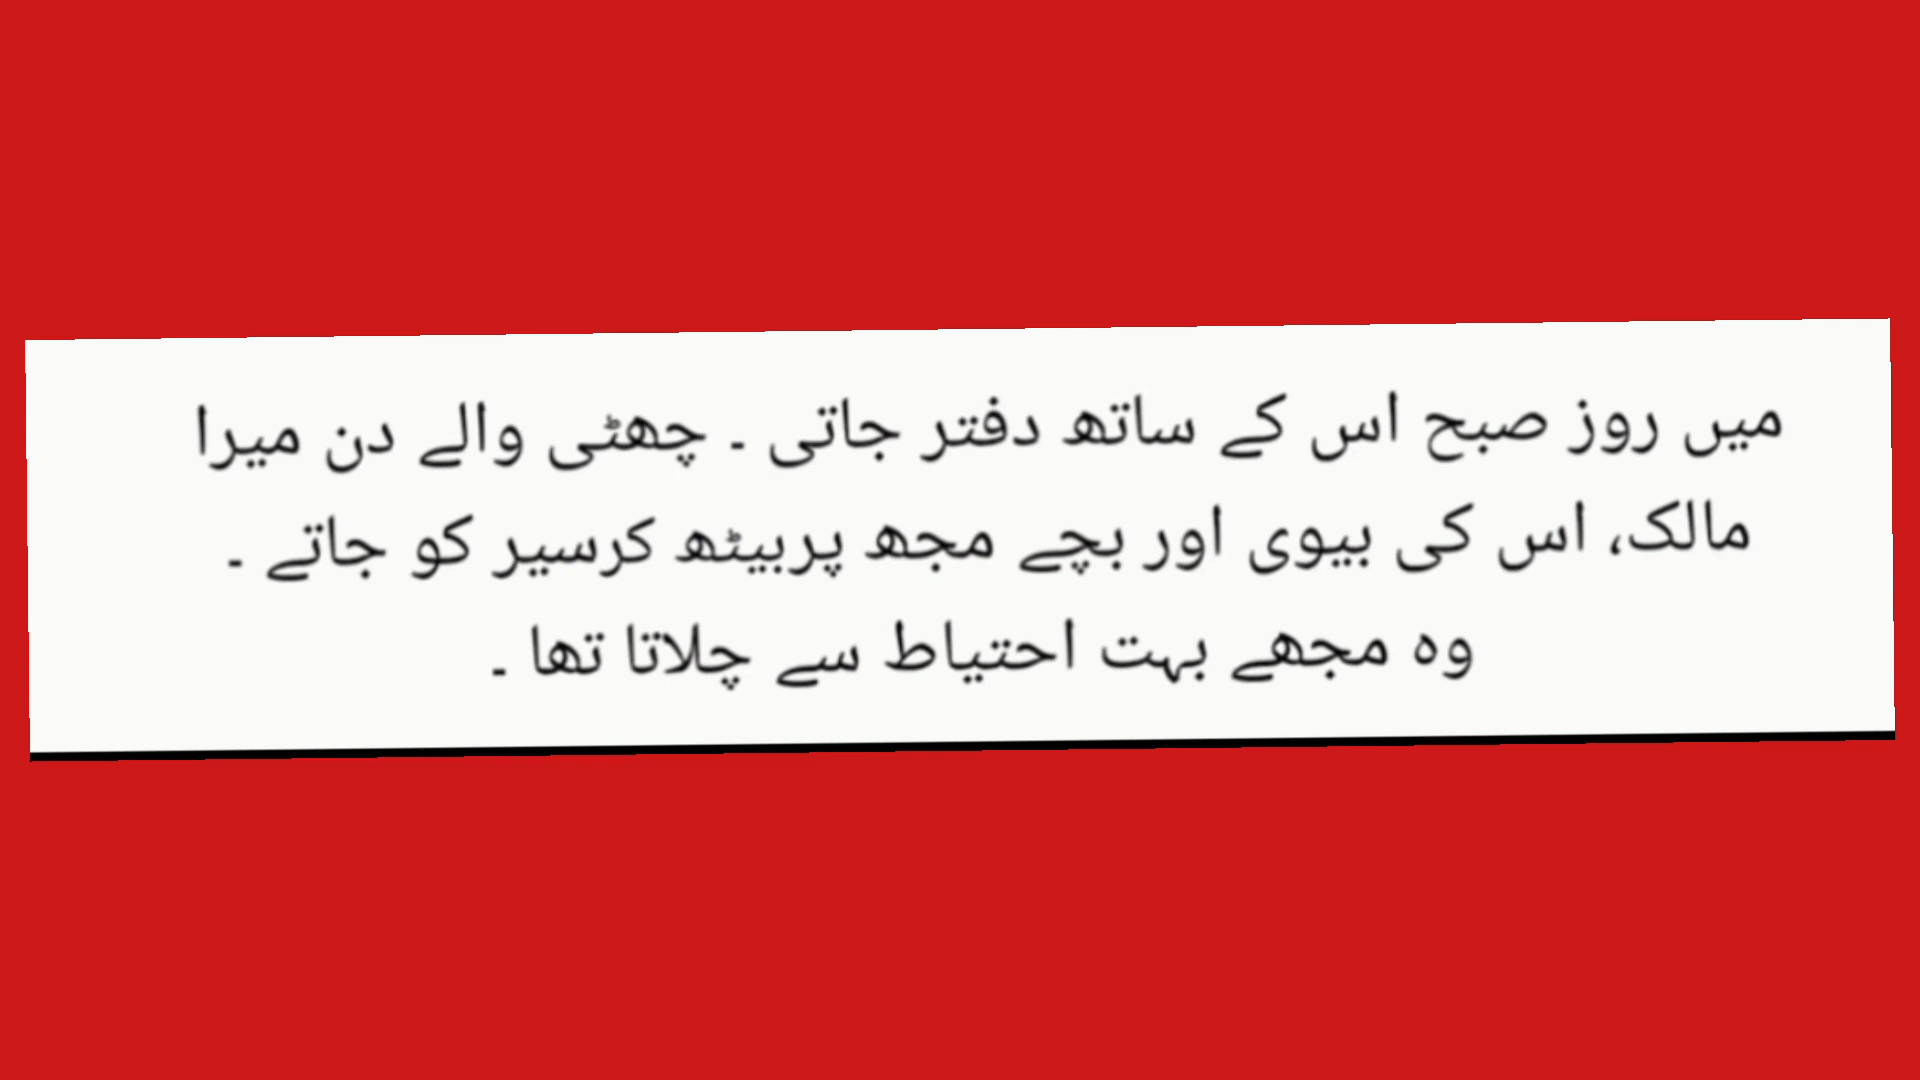 میں روز صبح اس کے ساتھ دفتر جاتی ۔ چھٹی والے دن میرا
مالک، اس کی بیوی اور بچے مجھ پربیٹھ کرسیر کو جاتے ۔
وہ مجھے بہت احتیاط سے چلاتا تھا ۔